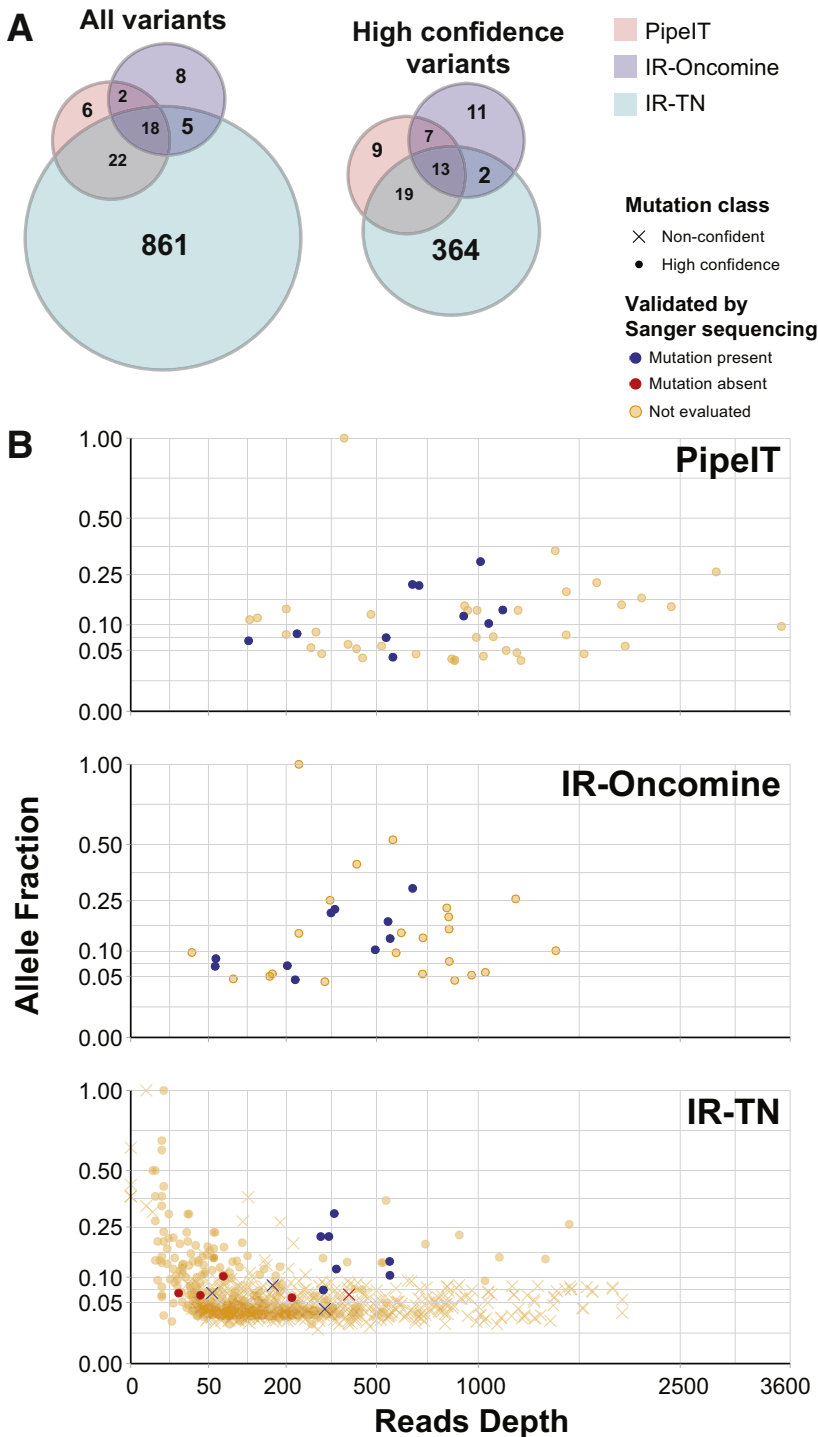 A
All variants
High confidence
variants
PipeIT
IR-Oncomine
IR-TN
6
2
8
18
5
22
861
9
7
11
13
2
19
364
Mutation class
Non-confident
High confidence
Validated by
Sanger sequencing
Mutation present
Mutation absent
Not evaluated
B
PipeIT
1.00
0.50
0.25
0.10
0.05
0.00
IR-Oncomine
1.00
0.50
0.25
0.10
0.05
0.00
Allele Fraction
IR-TN
1.00
0.50
0.25
0.10
0.05
0.00
0 50 200 500 1000 2500 3600
Reads Depth